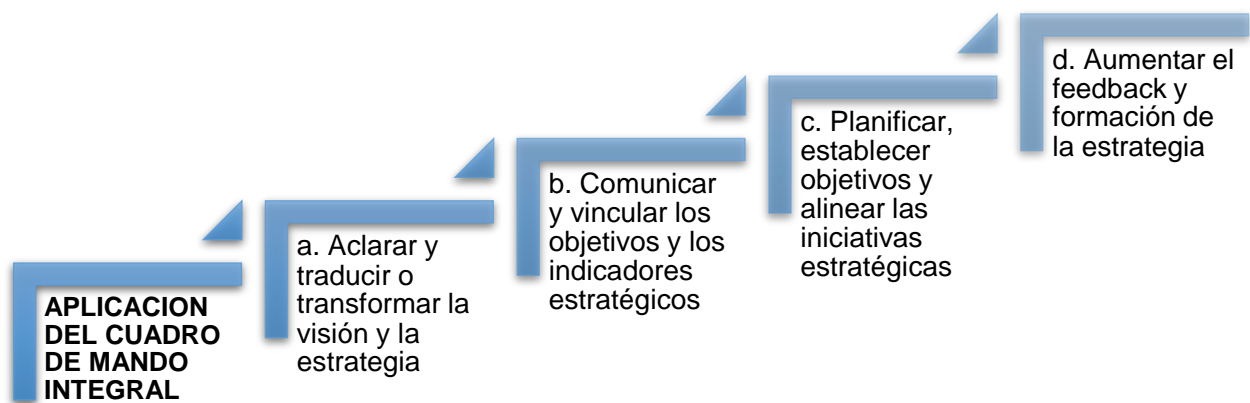 APLICACION
DEL CUADRO
DE MANDO
INTEGRAL
a. Aclarar y
traducir o
transformar la
visión y la
estrategia
b. Comunicar
y vincular los
objetivos y los
indicadores
estratégicos
c. Planificar,
establecer
objetivos y
alinear las
iniciativas
estratégicas
d. Aumentar el
feedback y
formación de
la estrategia